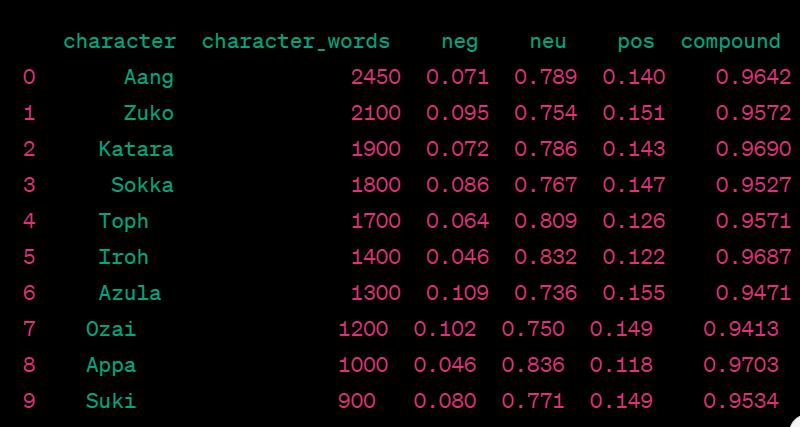 character character_words neg neu pos compound
0 Aang 2450 0.071 0.789 0.140 0.9642
1 Zuko 2100 0.095 0.754 0.151 0.9572
2 Katara 1900 0.072 0.786 0.143 0.9690
3 Sokka 1800 0.086 0.767 0.147 0.9527
4 Toph 1700 0.064 0.809 0.126 0.9571
5 Iroh 1400 0.046 0.832 0.122 0.9687
6 Azula 1300 0.109 0.736 0.155 0.9471
7 Ozai 1200 0.102 0.750 0.149 0.9413
8 Appa 1000 0.046 0.836 0.118 0.9703
9 Suki 900 0.080 0.771 0.149 0.9534